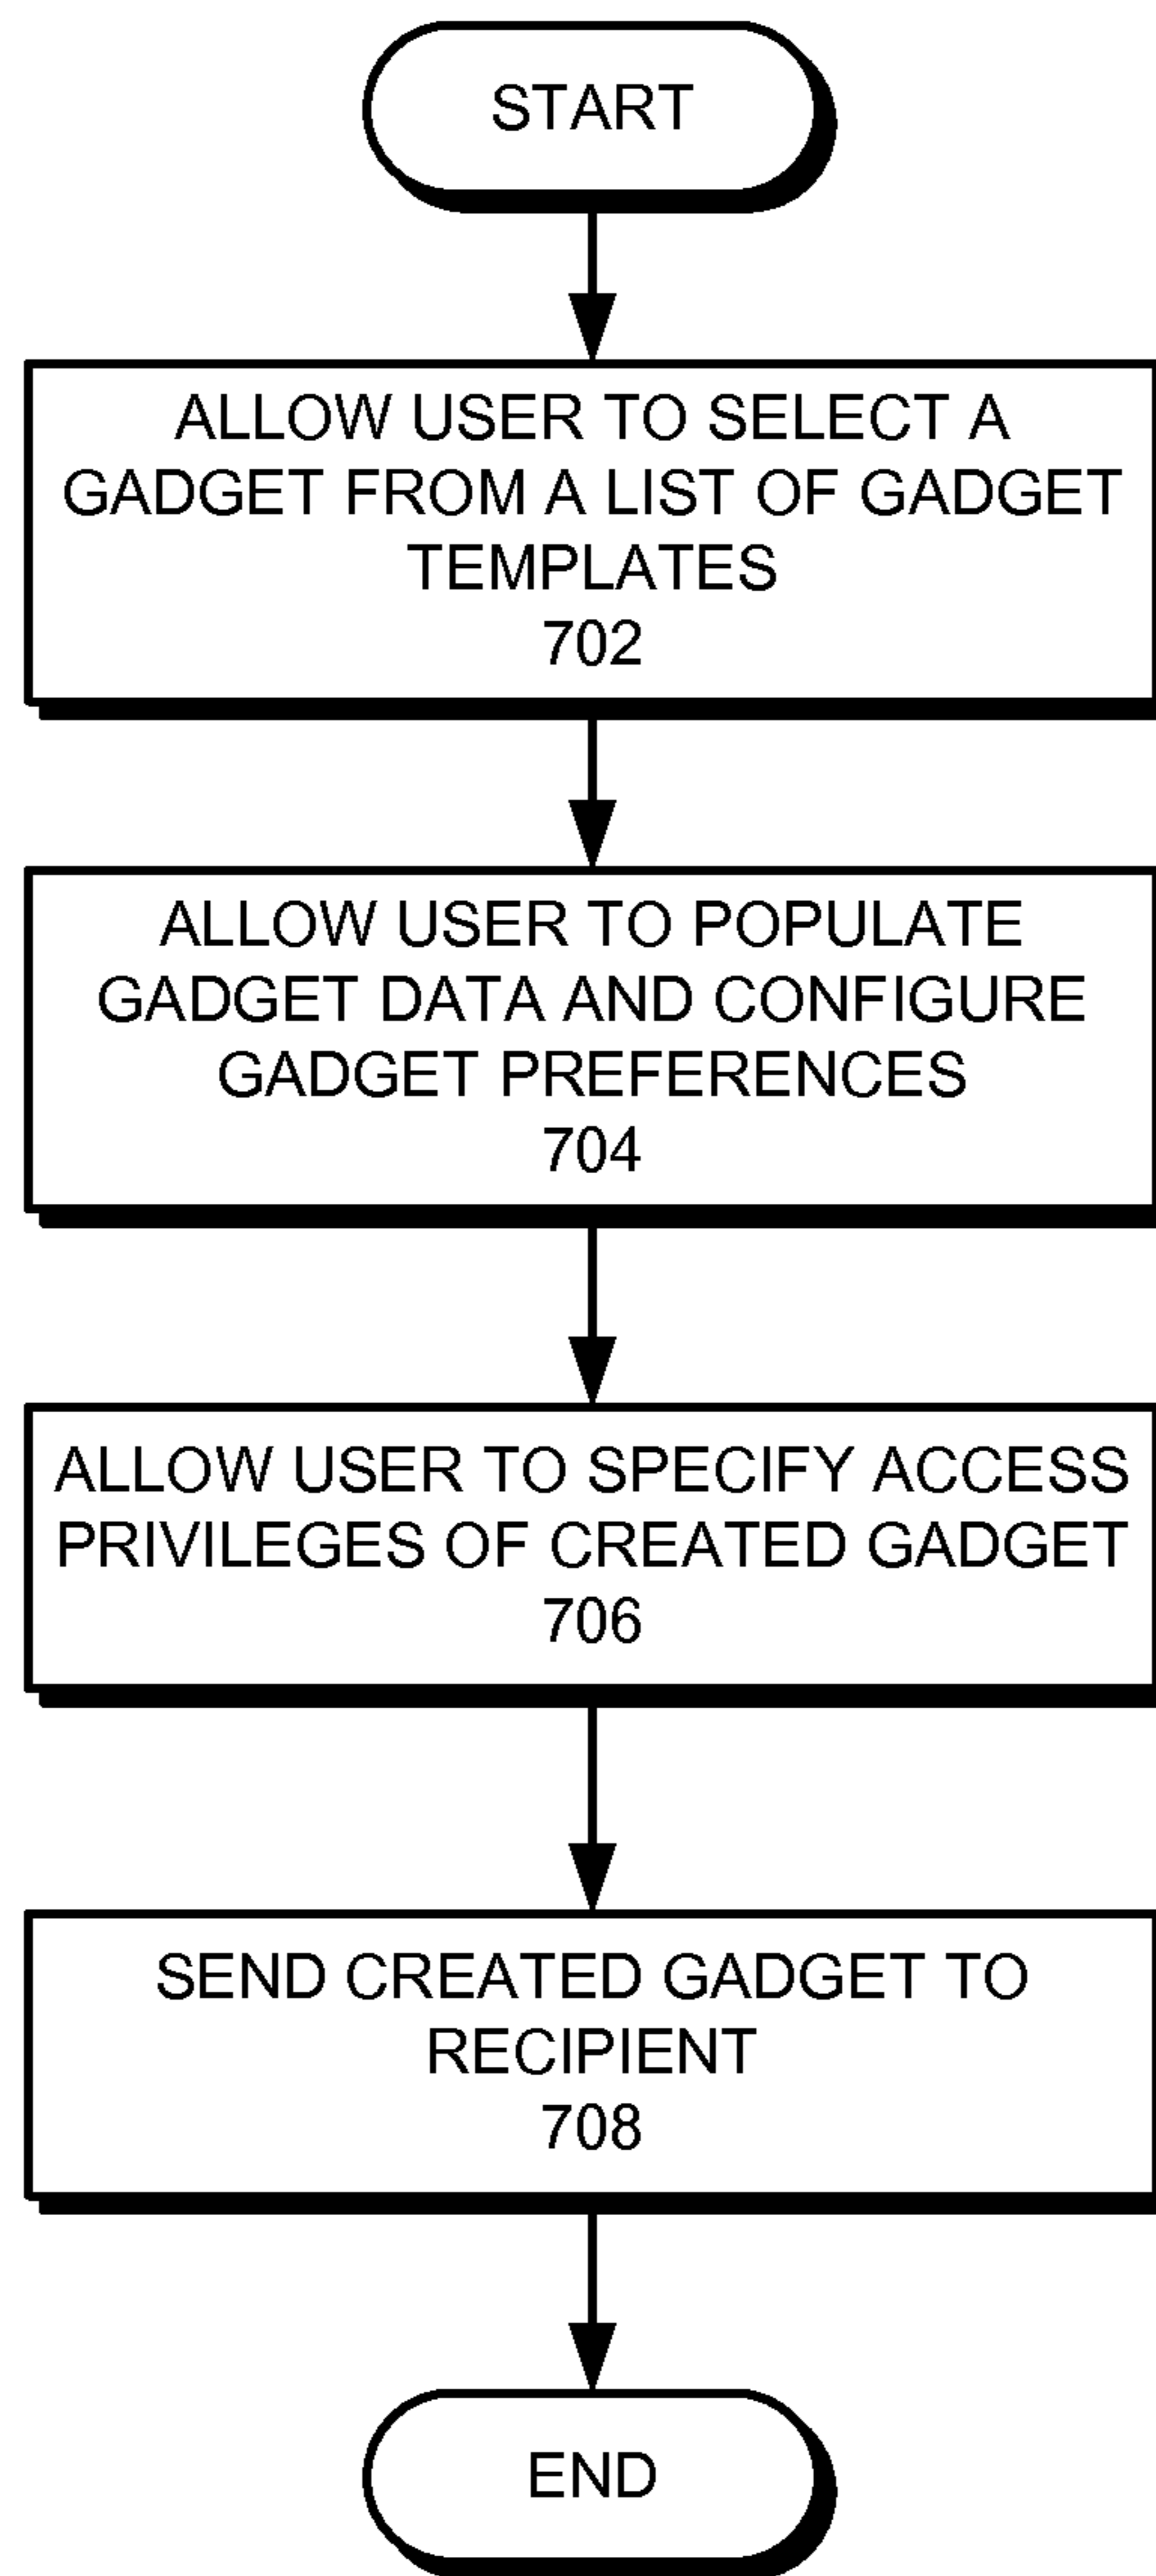 START
ALLOW USER TO SELECT A
GADGET FROM A LIST OF GADGET
TEMPLATES
702
ALLOW USER TO POPULATE
GADGET DATA AND CONFIGURE
GADGET PREFERENCES
704
ALLOW USER TO SPECIFY ACCESS
PRIVILEGES OF CREATED GADGET
706
SEND CREATED GADGET TO
RECIPIENT
708
END